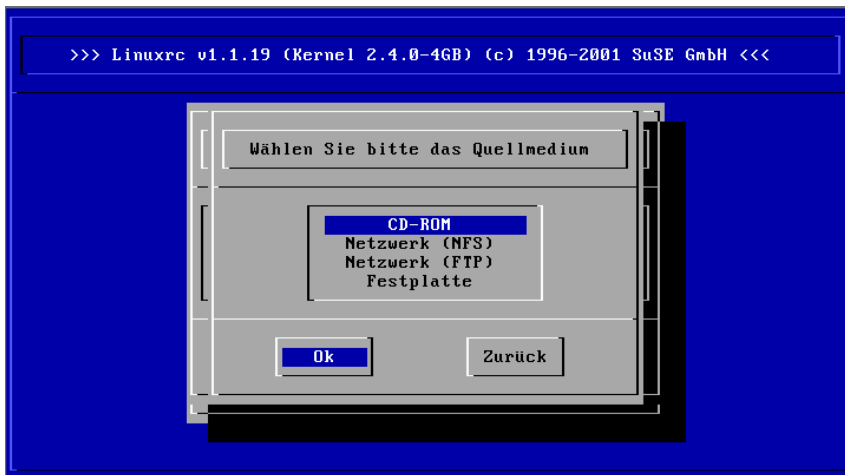 >>> Linuxrc v1.1.19 (Kernel 2.4.0-4GB) (c) 1996-2001 SuSE GmbH <<<
Wählen Sie bitte das Quellmedium
CD-ROM
Netzwerk (NFS)
Netzwerk (FTP)
Festplatte
Ok Zurück